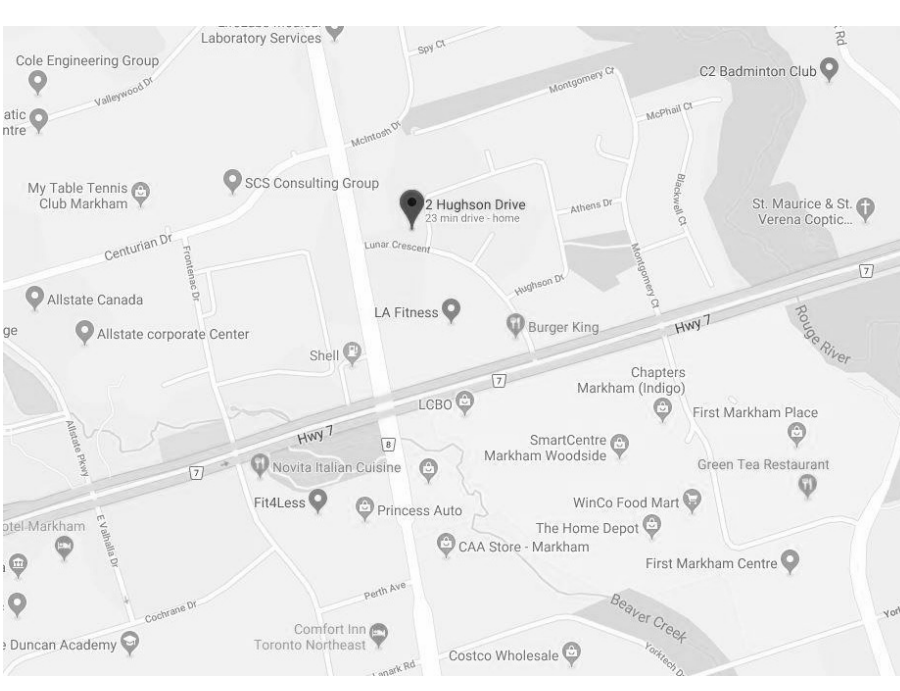 Laboratory Services
Spy Ct
Rd
Cole Engineering Group
Valleywood Dr
Montgomery Ct
C2 Badminton Club
atic
ntre
McPhail Ct
McIntosh Dr
My Table Tennis
Club Markham
SCS Consulting Group
Blackwell Ct
2 Hughson Drive
23 min drive - home
Athens Dr
St. Maurice & St.
Verena Coptic...
Centurian Dr
Frontenac Dr
Lunar Crescent
Montgomery Ct
7
Allstate Canada
Hughson Dr
LA Fitness
Burger King
Hwy 7
Rouge River
ge
Allstate corporate Center
Shell
Chapters
Markham (Indigo)
7
LCBO
First Markham Place
Allstate Pkwy
Hwy 7
8
SmartCentre
Markham Woodside
7
Novita Italian Cuisine
Green Tea Restaurant
Fit4Less
Princess Auto
WinCo Food Mart
The Home Depot
otel Markham
E Valhalla Dr
CAA Store - Markham
First Markham Centre
a
Perth Ave
Cochrane Dr
Beaver Creek
York
Comfort Inn
Toronto Northeast
e Duncan Academy
Costco Wholesale
Yorktech D
Lanark Rd